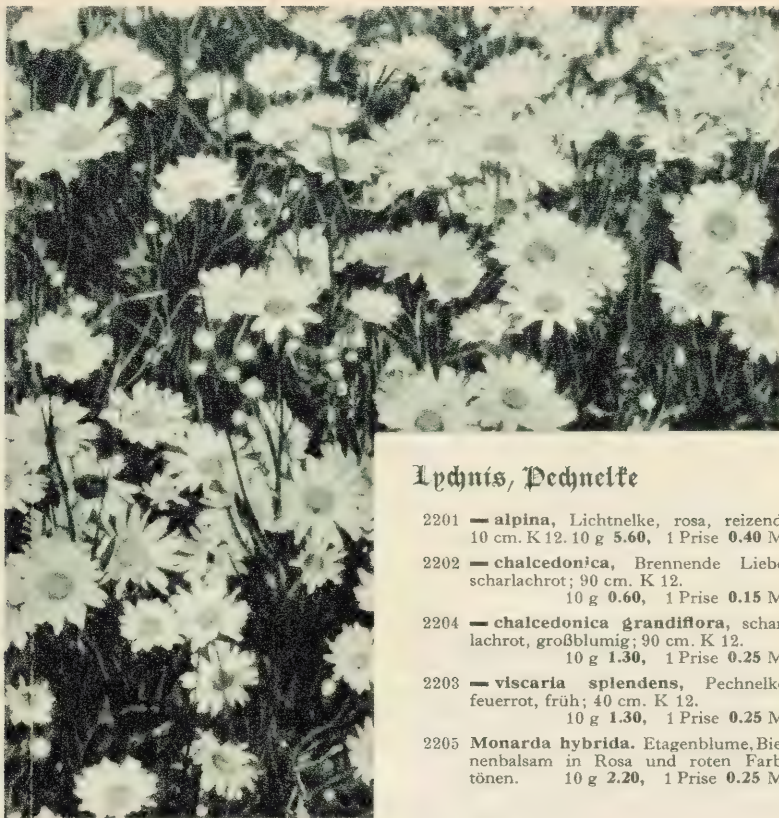 Lychnis, Pechnelke
2201 — alpina, Lichtnelke, rosa, reizend
10 cm. K 12. 10 g 5.60, 1 Prise 0.40 M
2202 — chalcedonica, Brennende Liebe
scharlachrot; 90 cm. K 12.
10 g 0.60, 1 Prise 0.15 M
2204 — chalcedonica grandiflora, schar
lachrot, großblumig; 90 cm. K 12.
10 g 1.30, 1 Prise 0.25 M
2203 — viscaria splendens, Pechnelke
feuerrot, früh; 40 cm. K 12.
10 g 1.30, 1 Prise 0.25 M
2205 Monarda hybrida. Etagenblume, Bie
nenbalsam in Rosa und roten Farb
tönen. 10 g 2.20, 1 Prise 0.25 M